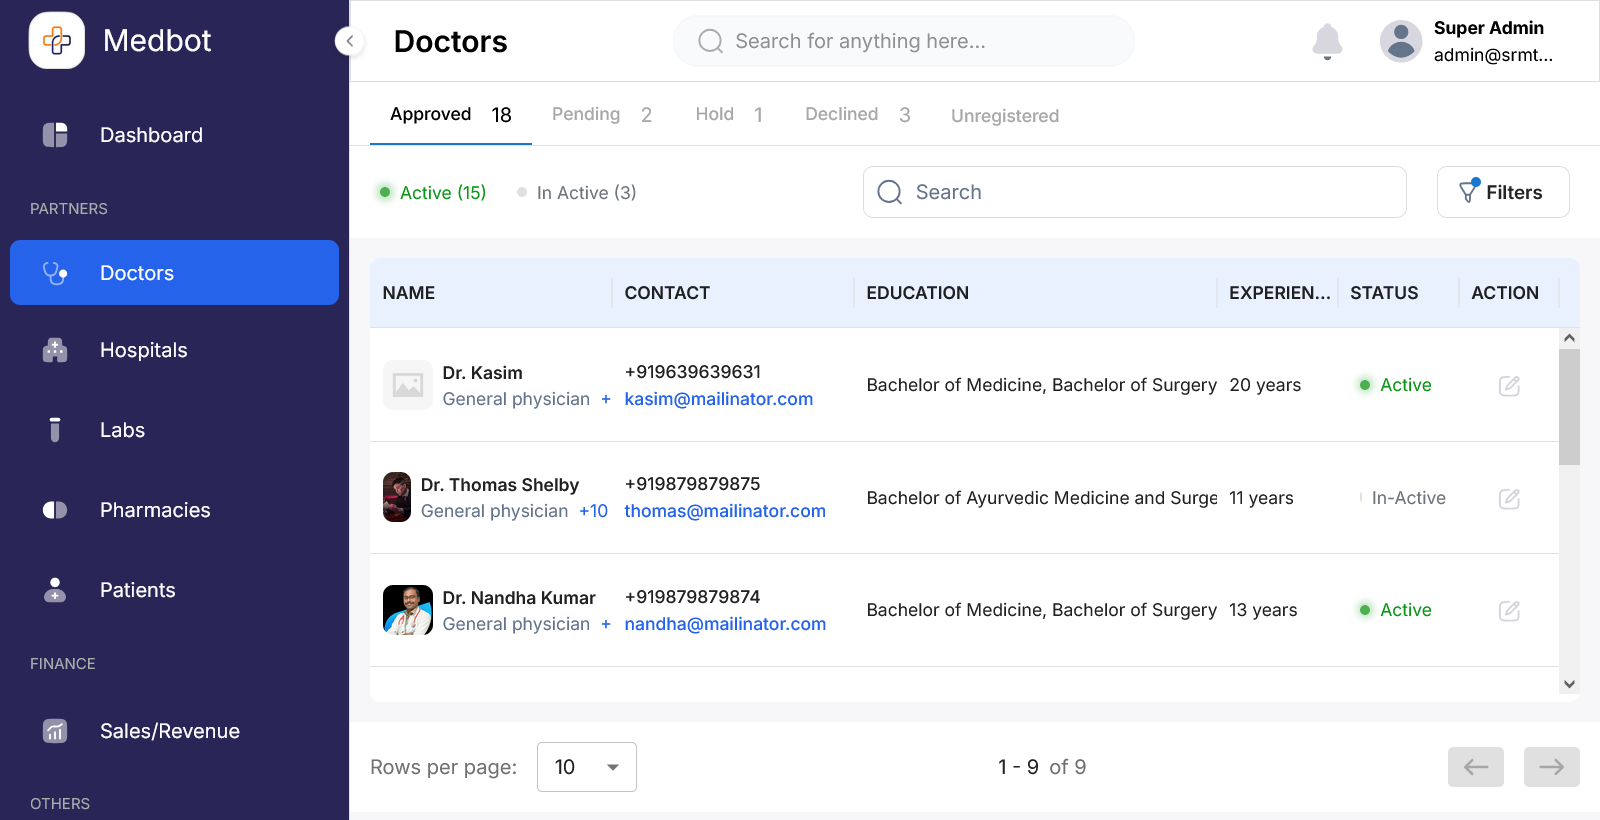 Medbot
Doctors
Search for anything here...
Super Admin
admin@srmt...
Dashboard
PARTNERS
Doctors
Hospitals
Labs
Pharmacies
Patients
FINANCE
Sales/Revenue
OTHERS
Approved 18 Pending 2 Hold 1 Declined 3 Unregistered
Active (15) In Active (3) Search Filters
NAME CONTACT EDUCATION EXPERIEN... STATUS ACTION
Dr. Kasim
General physician +
+919639639631
kasim@mailinator.com
Bachelor of Medicine, Bachelor of Surgery 20 years Active
Dr. Thomas Shelby
General physician +10
+919879879875
thomas@mailinator.com
Bachelor of Ayurvedic Medicine and Surge 11 years In-Active
Dr. Nandha Kumar
General physician +
+919879879874
nandha@mailinator.com
Bachelor of Medicine, Bachelor of Surgery 13 years Active
Rows per page: 10 1 - 9 of 9